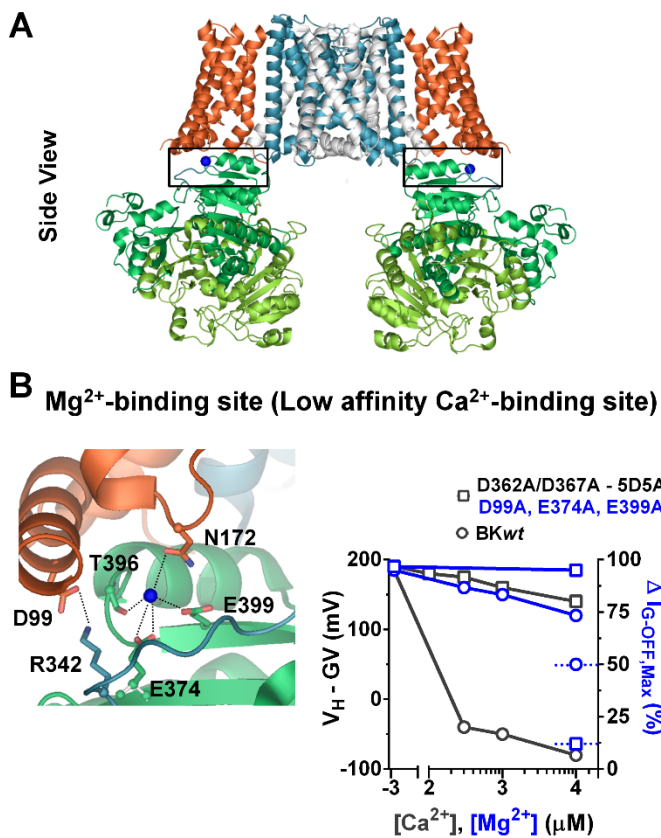 A
Side View
B
Mg²⁺-binding site (Low affinity Ca²⁺-binding site)
N172
T396
E399
D99
R342
E374
D362A/D367A - 5D5A
D99A, E374A, E399A
BKwt
200
100
0
-100
V_H - GV (mV)
100
75
50
25
0
Δ I_G-OFF,Max (%)
-3 2 3 4
[Ca²⁺], [Mg²⁺] (μM)